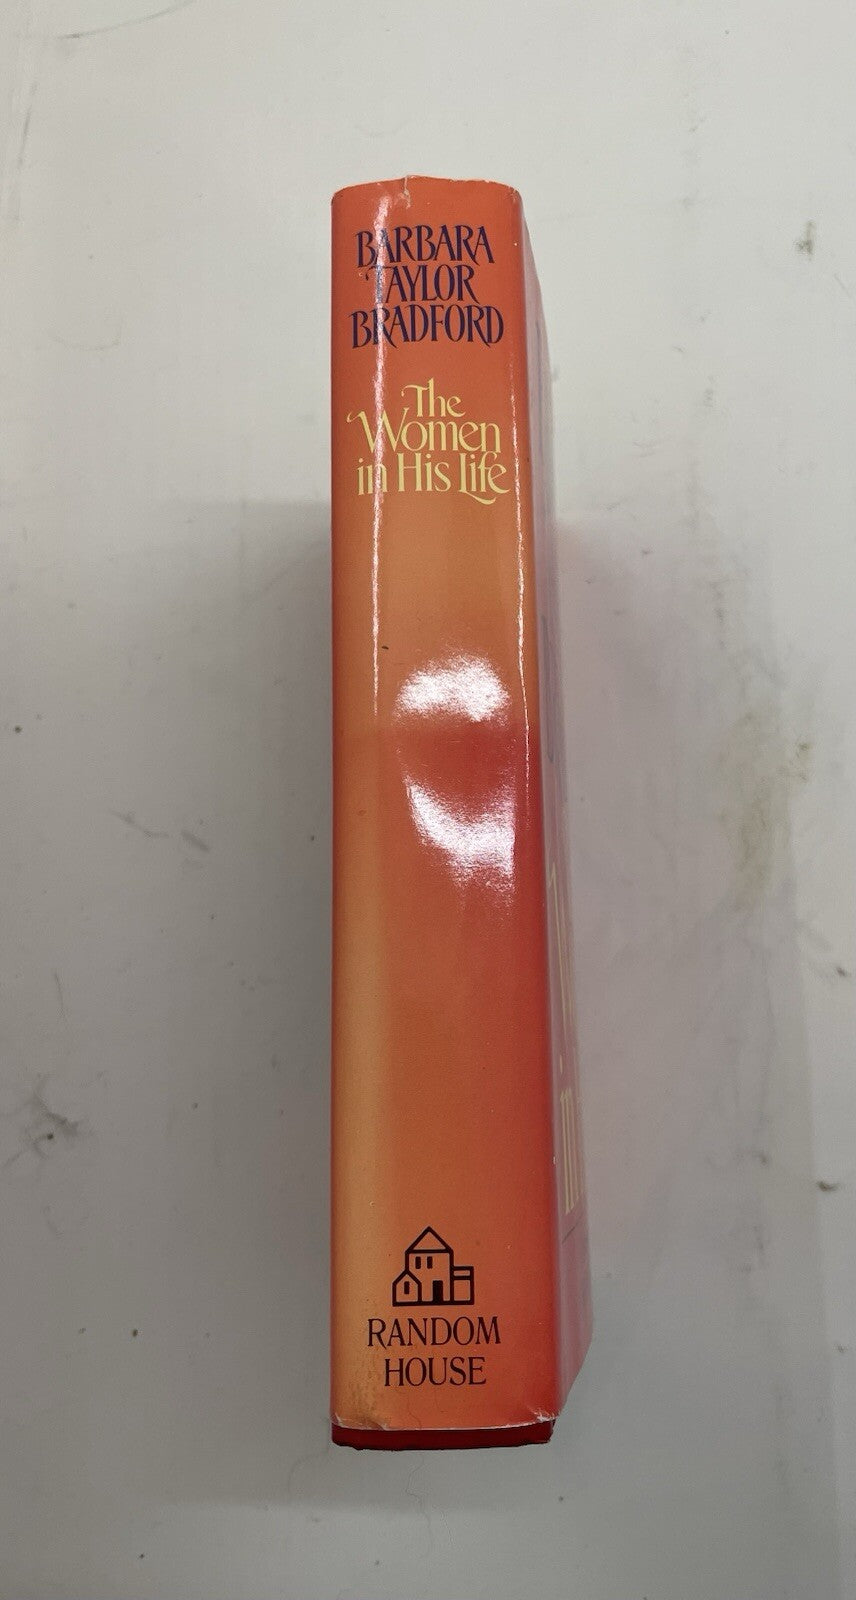 BARBARA
TAYLOR
BRADFORD
The
Women
in His Life
RANDOM
HOUSE